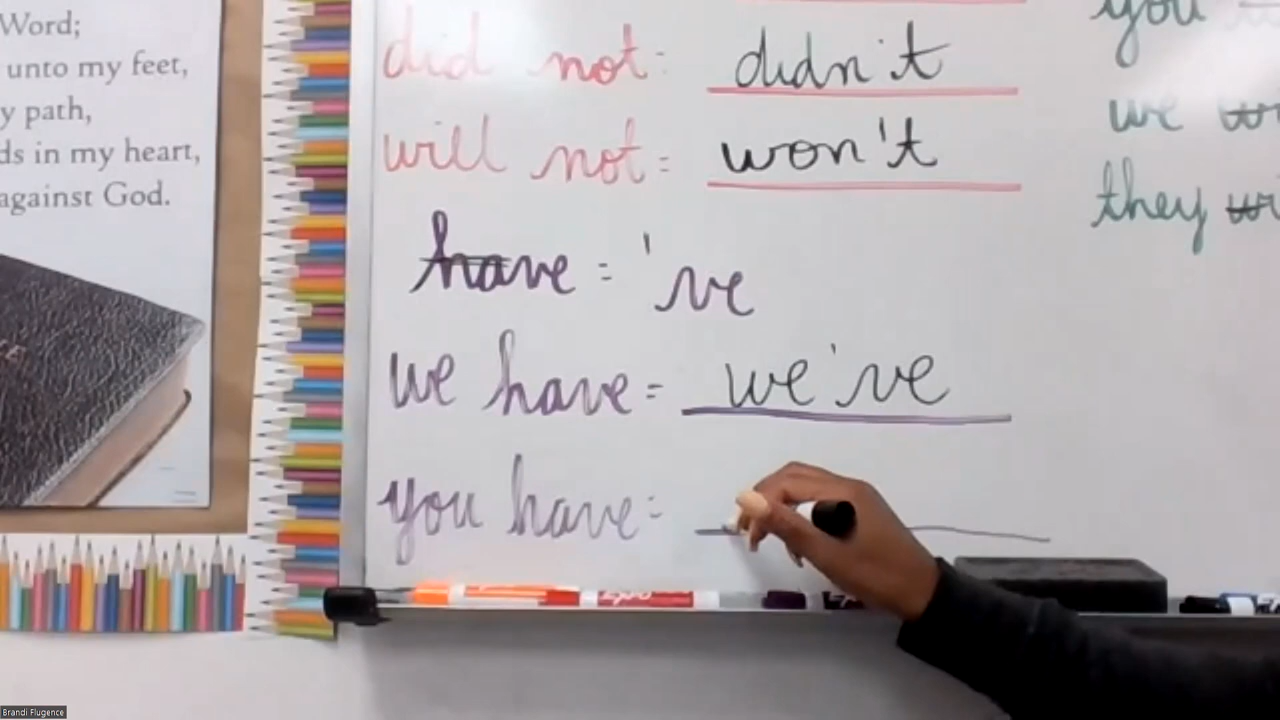 Word;
unto my feet,
y path,
ds in my heart,
against God.
did not: didn't
will not= won't
have = 've
we have= we've
you have=
you
we
they
EXPO
Brandi Flugence